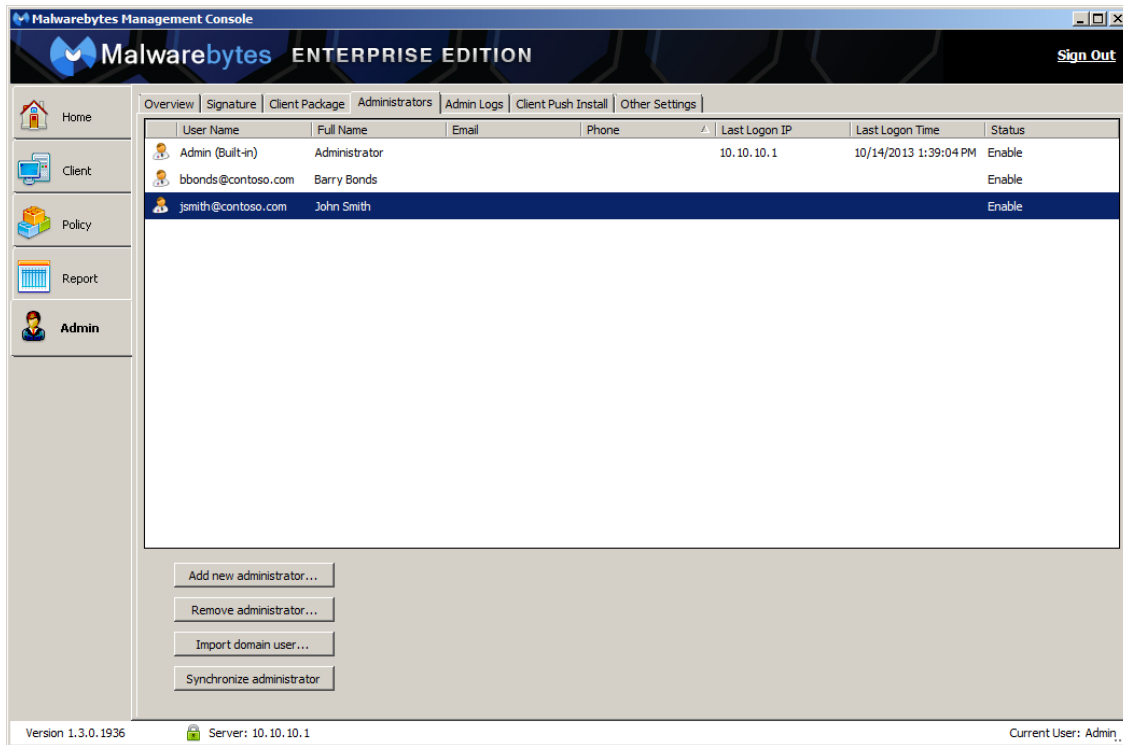 Malwarebytes Management Console
Malwarebytes ENTERPRISE EDITION
Sign Out
Home
Client
Policy
Report
Admin
Overview Signature Client Package Administrators Admin Logs Client Push Install Other Settings
User Name Full Name Email Phone Last Logon IP Last Logon Time Status
Admin (Built-in) Administrator 10.10.10.1 10/14/2013 1:39:04 PM Enable
bbonds@contoso.com Barry Bonds Enable
jsmith@contoso.com John Smith Enable
Add new administrator...
Remove administrator...
Import domain user...
Synchronize administrator
Version 1.3.0.1936 Server: 10.10.10.1 Current User: Admin